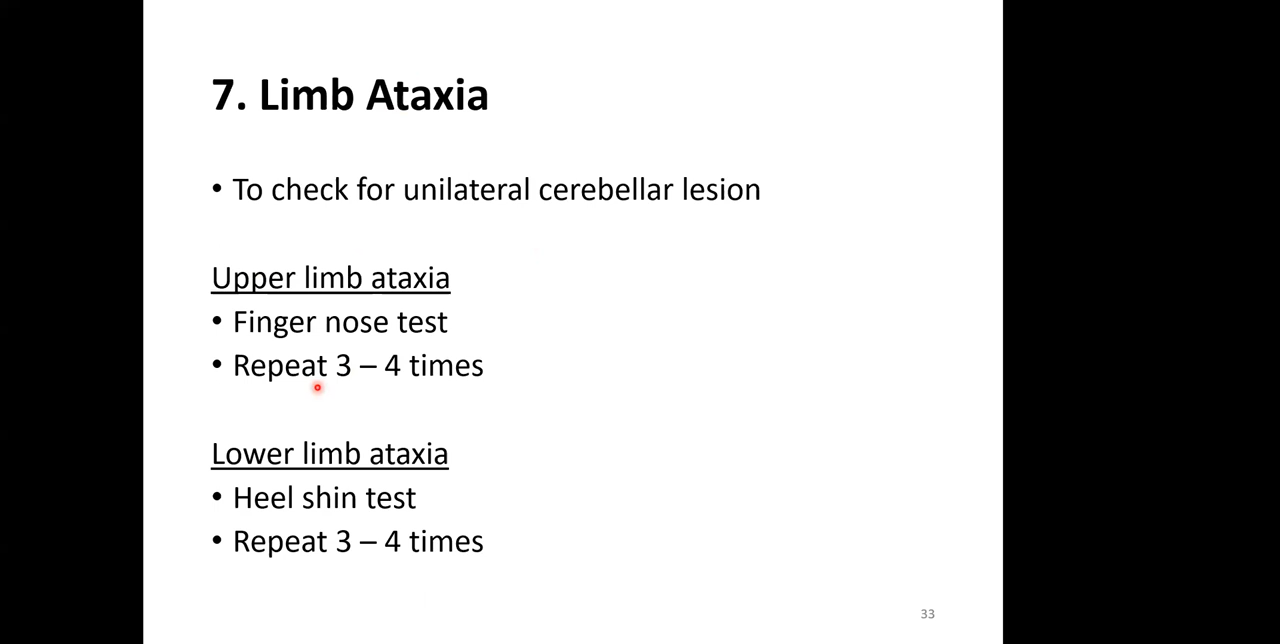 7. Limb Ataxia
• To check for unilateral cerebellar lesion
Upper limb ataxia
• Finger nose test
• Repeat 3 – 4 times
Lower limb ataxia
• Heel shin test
• Repeat 3 – 4 times
33